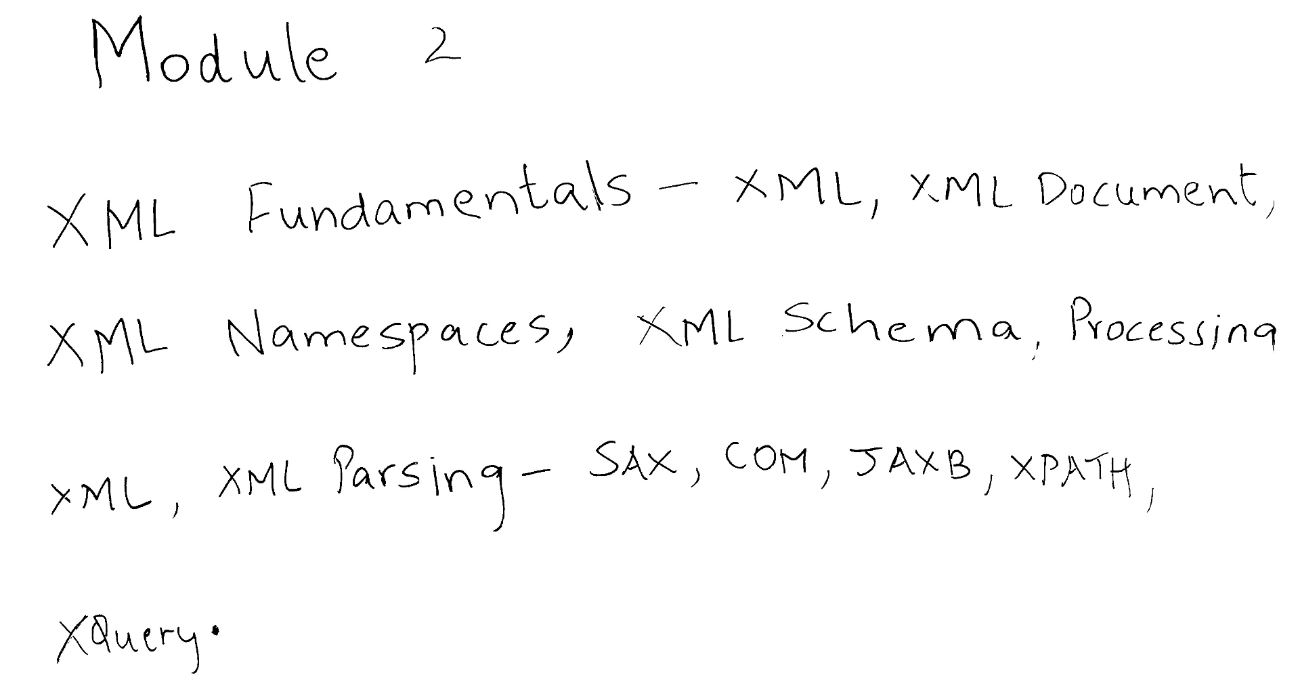 Module 2
XML Fundamentals - XML, XML Document,
XML Namespaces, XML Schema, Processing
XML, XML Parsing - SAX, COM, JAXB, XPATH,
XQuery.